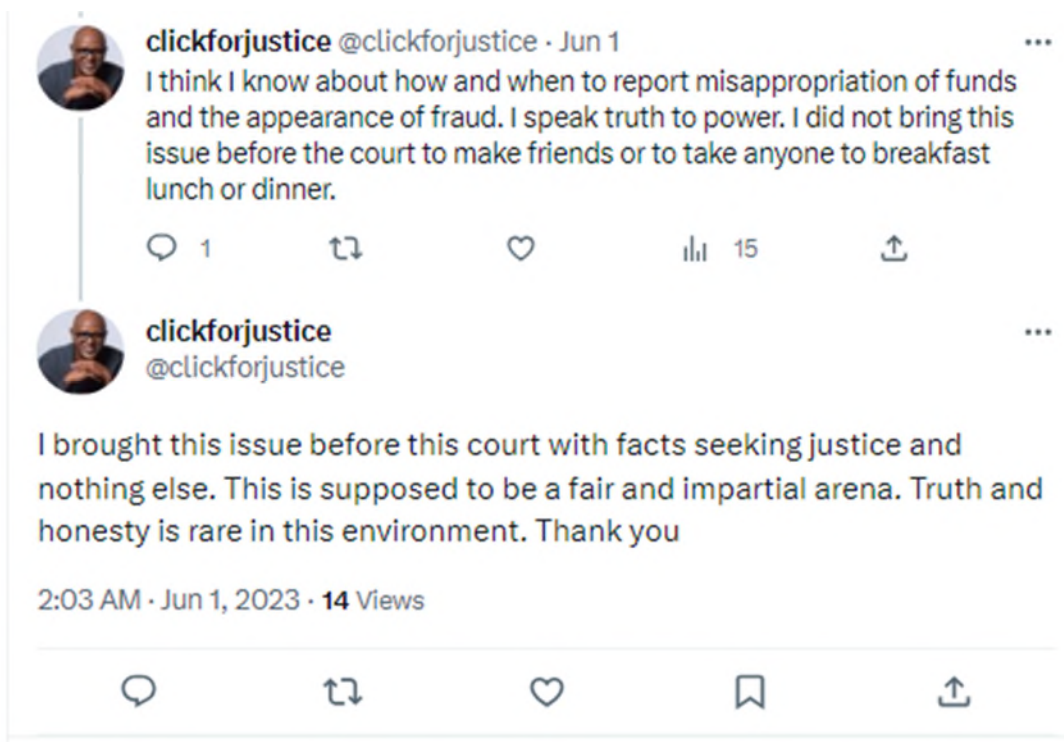 clickforjustice @clickforjustice · Jun 1
I think I know about how and when to report misappropriation of funds
and the appearance of fraud. I speak truth to power. I did not bring this
issue before the court to make friends or to take anyone to breakfast
lunch or dinner.
1 15
clickforjustice
@clickforjustice
I brought this issue before this court with facts seeking justice and
nothing else. This is supposed to be a fair and impartial arena. Truth and
honesty is rare in this environment. Thank you
2:03 AM · Jun 1, 2023 · 14 Views